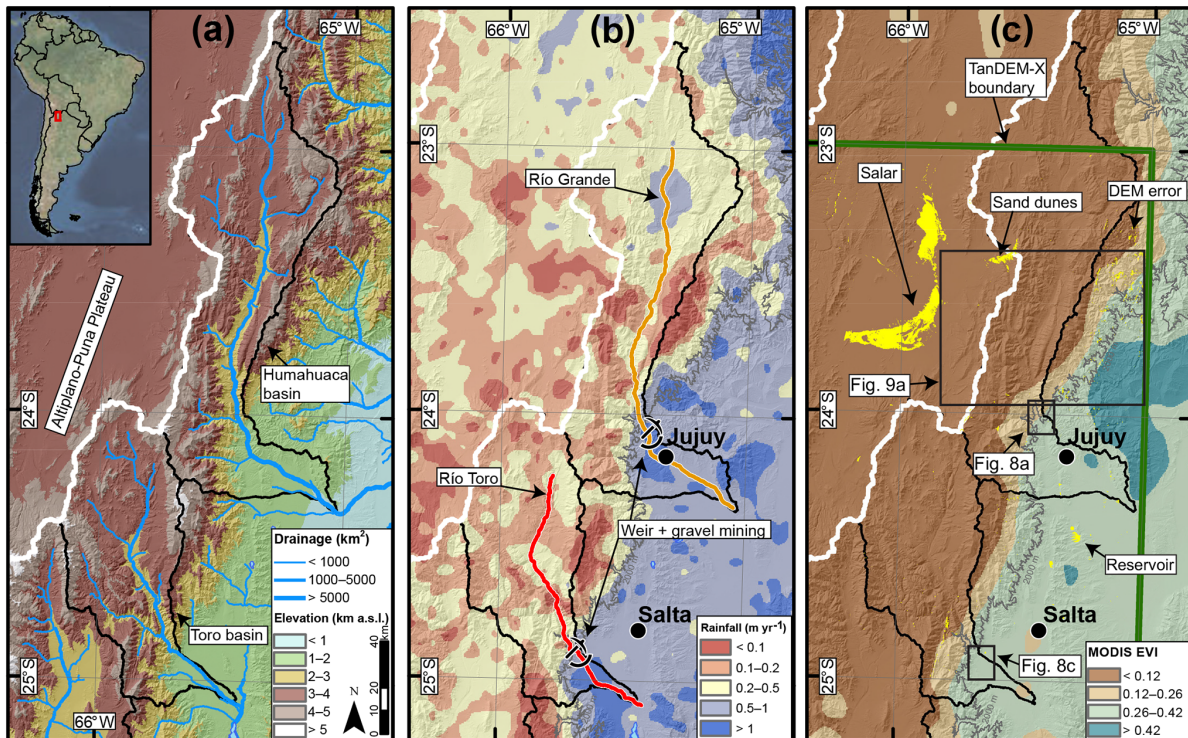 (a)
65° W
Altiplano-Puna Plateau
Humahuaca
basin
Toro basin
66° W
Drainage (km²)
< 1000
1000–5000
> 5000
Elevation (km a.s.l.)
< 1
1–2
2–3
3–4
4–5
> 5
N
0
10
20
40
km
23° S
24° S
25° S
(b)
66° W
65° W
Río Grande
Jujuy
Río Toro
Weir + gravel mining
2000 m
Salta
Rainfall (m yr⁻¹)
< 0.1
0.1–0.2
0.2–0.5
0.5–1
> 1
23° S
24° S
25° S
(c)
66° W
65° W
TanDEM-X
boundary
Salar
Sand dunes
DEM error
Fig. 9a
Fig. 8a
Jujuy
2000 m
Reservoir
Salta
Fig. 8c
2000 m
MODIS EVI
< 0.12
0.12–0.26
0.26–0.42
> 0.42